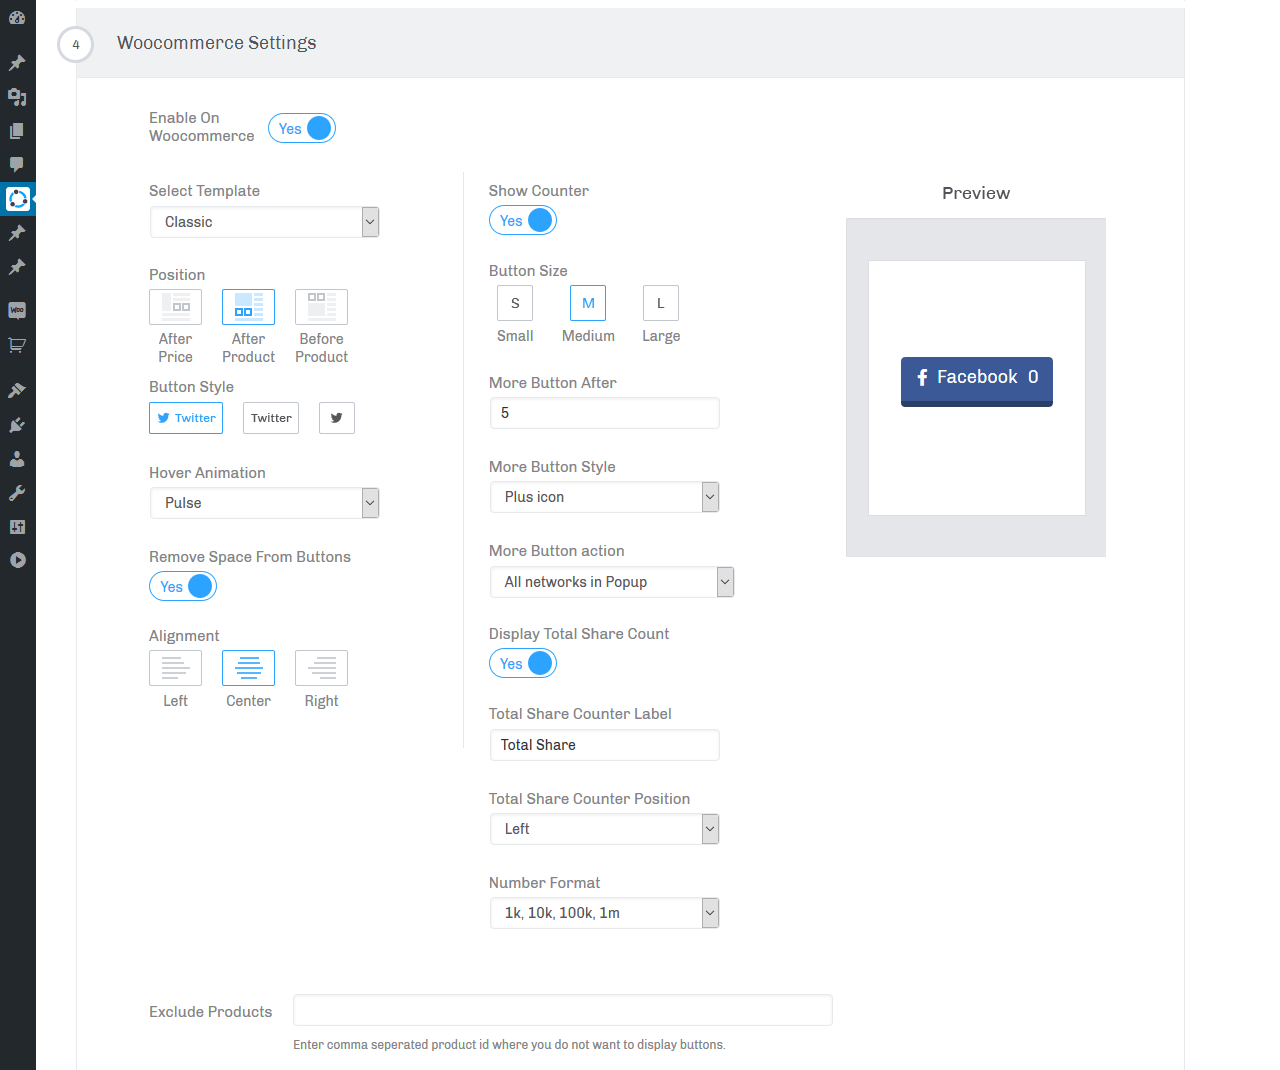 4
Woocommerce Settings
Enable On
Woocommerce
Yes
Select Template
Classic
Position
After
Price
After
Product
Before
Product
Button Style
Twitter
Twitter
Hover Animation
Pulse
Remove Space From Buttons
Yes
Alignment
Left
Center
Right
Show Counter
Yes
Button Size
S
M
L
Small
Medium
Large
More Button After
5
More Button Style
Plus icon
More Button action
All networks in Popup
Display Total Share Count
Yes
Total Share Counter Label
Total Share
Total Share Counter Position
Left
Number Format
1k, 10k, 100k, 1m
Preview
Facebook 0
Exclude Products
Enter comma seperated product id where you do not want to display buttons.
Woo